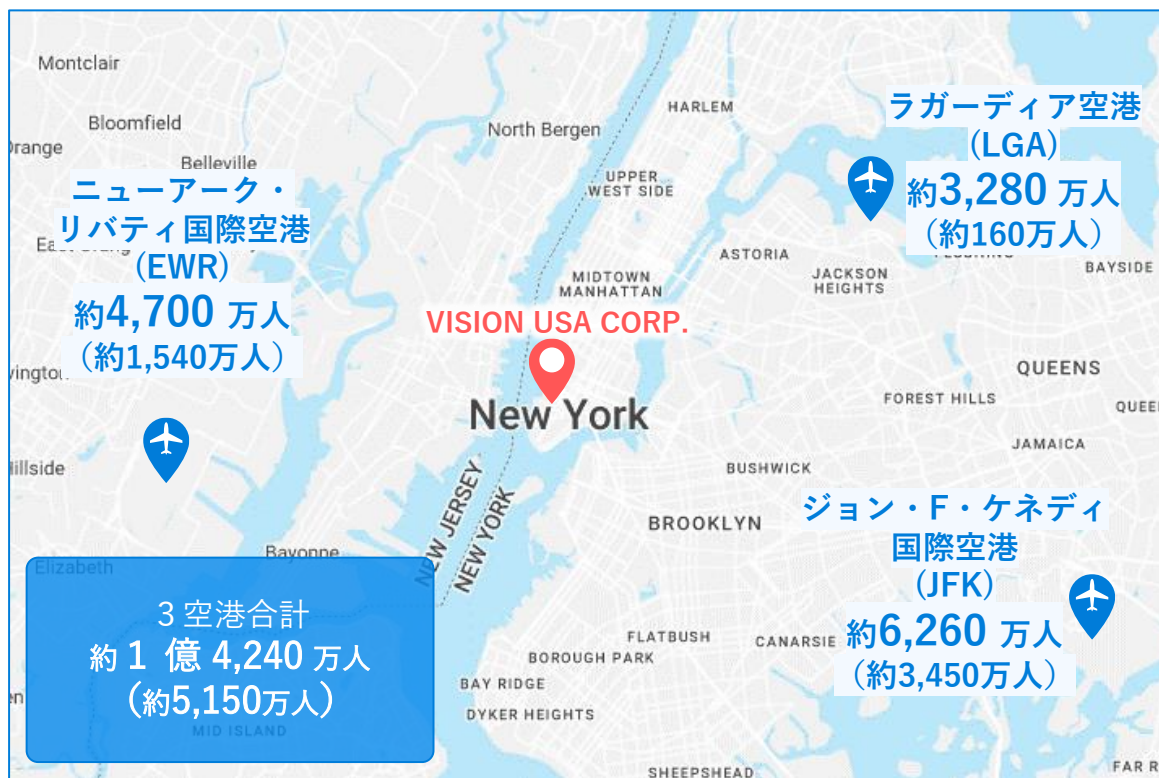 Montclair
Bloomfield
Belleville
North Bergen
HARLEM
UPPER
WEST SIDE
ラガーディア空港
(LGA)
約3,280 万人
（約160万人）
ニューアーク・
リバティ国際空港
(EWR)
約4,700 万人
（約1,540万人）
ASTORIA
JACKSON
HEIGHTS
BAYSIDE
MIDTOWN
MANHATTAN
VISION USA CORP.
New York
QUEENS
FOREST HILLS
JAMAICA
Hillside
BUSHWICK
NEW JERSEY
NEW YORK
BROOKLYN
ジョン・F・ケネディ
国際空港
(JFK)
約6,260 万人
（約3,450万人）
Bayonne
Elizabeth
３空港合計
約 1 億 4,240 万人
（約5,150万人）
MID ISLAND
FLATBUSH
CANARSIE
BOROUGH PARK
BAY RIDGE
DYKER HEIGHTS
SHEEPSHEAD
FAR R